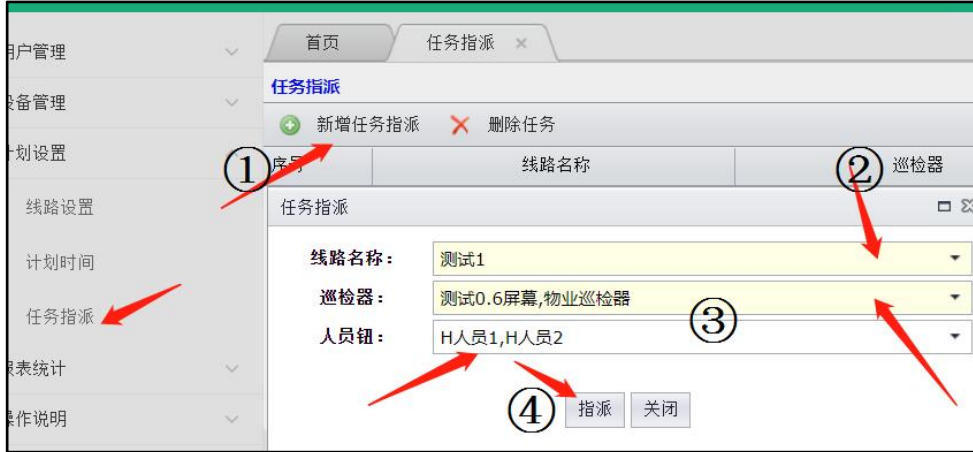 首页
任务指派
户管理
任务指派
备管理
新增任务指派
删除任务
划设置
①
序号
线路名称
②
巡检器
线路设置
任务指派
线路名称：
测试1
计划时间
巡检器：
测试0.6屏幕,物业巡检器
③
任务指派
人员钮：
H人员1,H人员2
表统计
④
指派
关闭
作说明